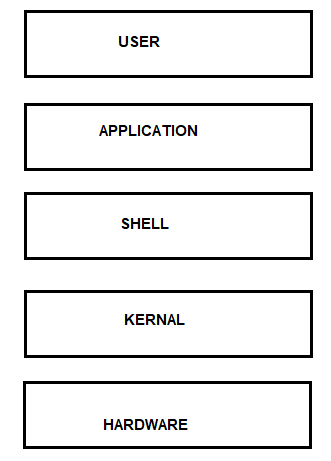 USER
APPLICATION
SHELL
KERNAL
HARDWARE